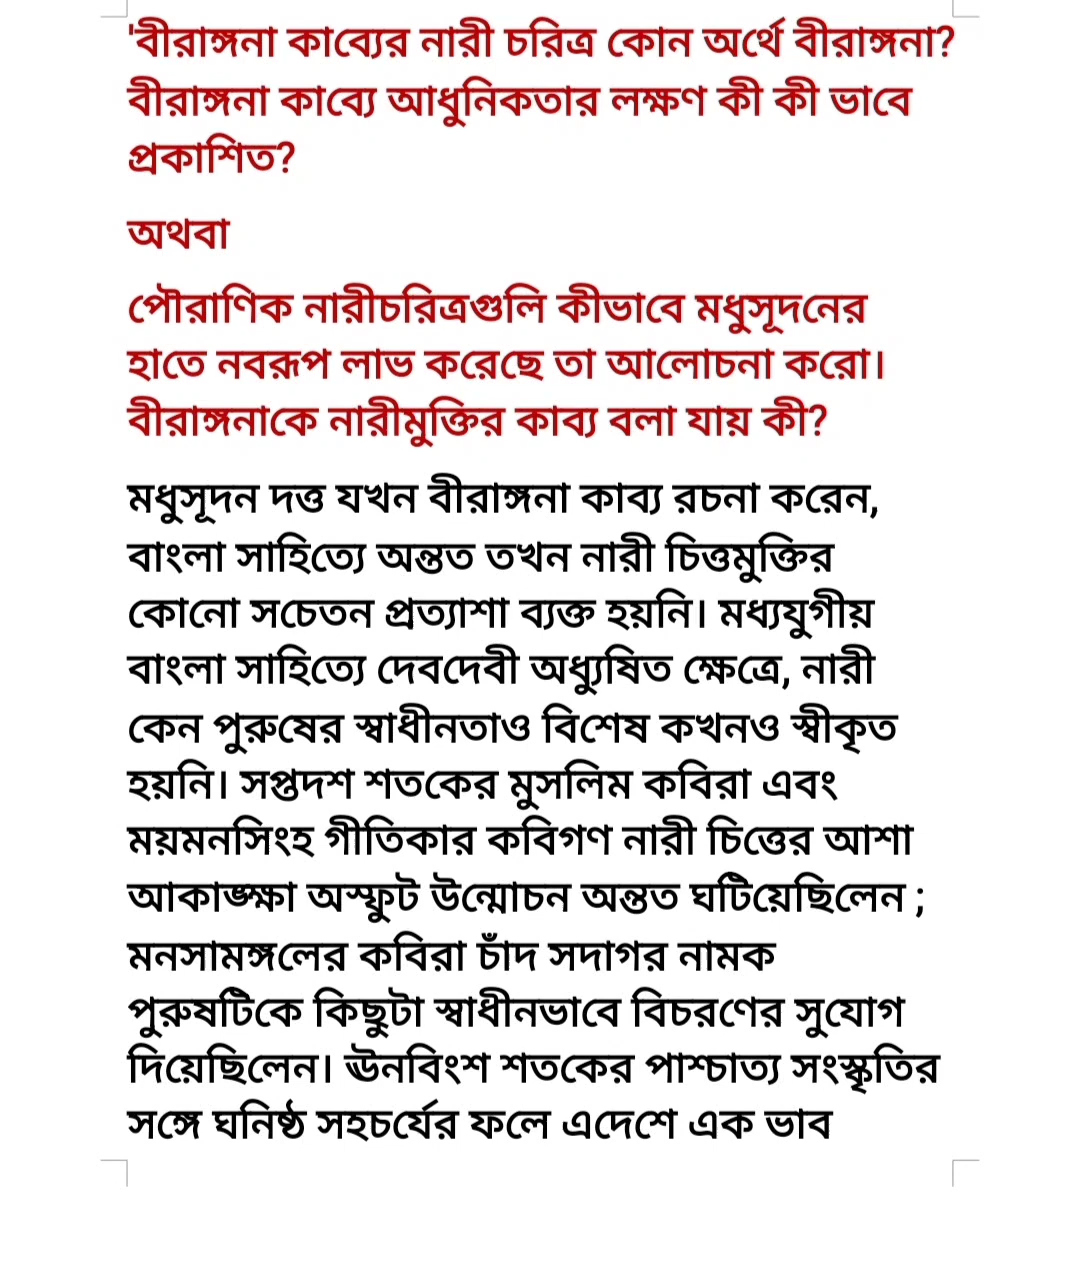 'বীরাঙ্গনা কাব্যের নারী চরিত্র কোন অর্থে বীরাঙ্গনা?
বীরাঙ্গনা কাব্যে আধুনিকতার লক্ষণ কী কী ভাবে
প্রকাশিত?
অথবা
পৌরাণিক নারীচরিত্রগুলি কীভাবে মধুসূদনের
হাতে নবরূপ লাভ করেছে তা আলোচনা করো।
বীরাঙ্গনাকে নারীমুক্তির কাব্য বলা যায় কী?
মধুসূদন দত্ত যখন বীরাঙ্গনা কাব্য রচনা করেন,
বাংলা সাহিত্যে অন্তত তখন নারী চিত্তমুক্তির
কোনো সচেতন প্রত্যাশা ব্যক্ত হয়নি। মধ্যযুগীয়
বাংলা সাহিত্যে দেবদেবী অধ্যুষিত ক্ষেত্রে, নারী
কেন পুরুষের স্বাধীনতাও বিশেষ কখনও স্বীকৃত
হয়নি। সপ্তদশ শতকের মুসলিম কবিরা এবং
ময়মনসিংহ গীতিকার কবিগণ নারী চিত্তের আশা
আকাঙ্ক্ষা অস্ফুট উন্মোচন অন্তত ঘটিয়েছিলেন ;
মনসামঙ্গলের কবিরা চাঁদ সদাগর নামক
পুরুষটিকে কিছুটা স্বাধীনভাবে বিচরণের সুযোগ
দিয়েছিলেন। ঊনবিংশ শতকের পাশ্চাত্য সংস্কৃতির
সঙ্গে ঘনিষ্ঠ সহচর্যের ফলে এদেশে এক ভাব